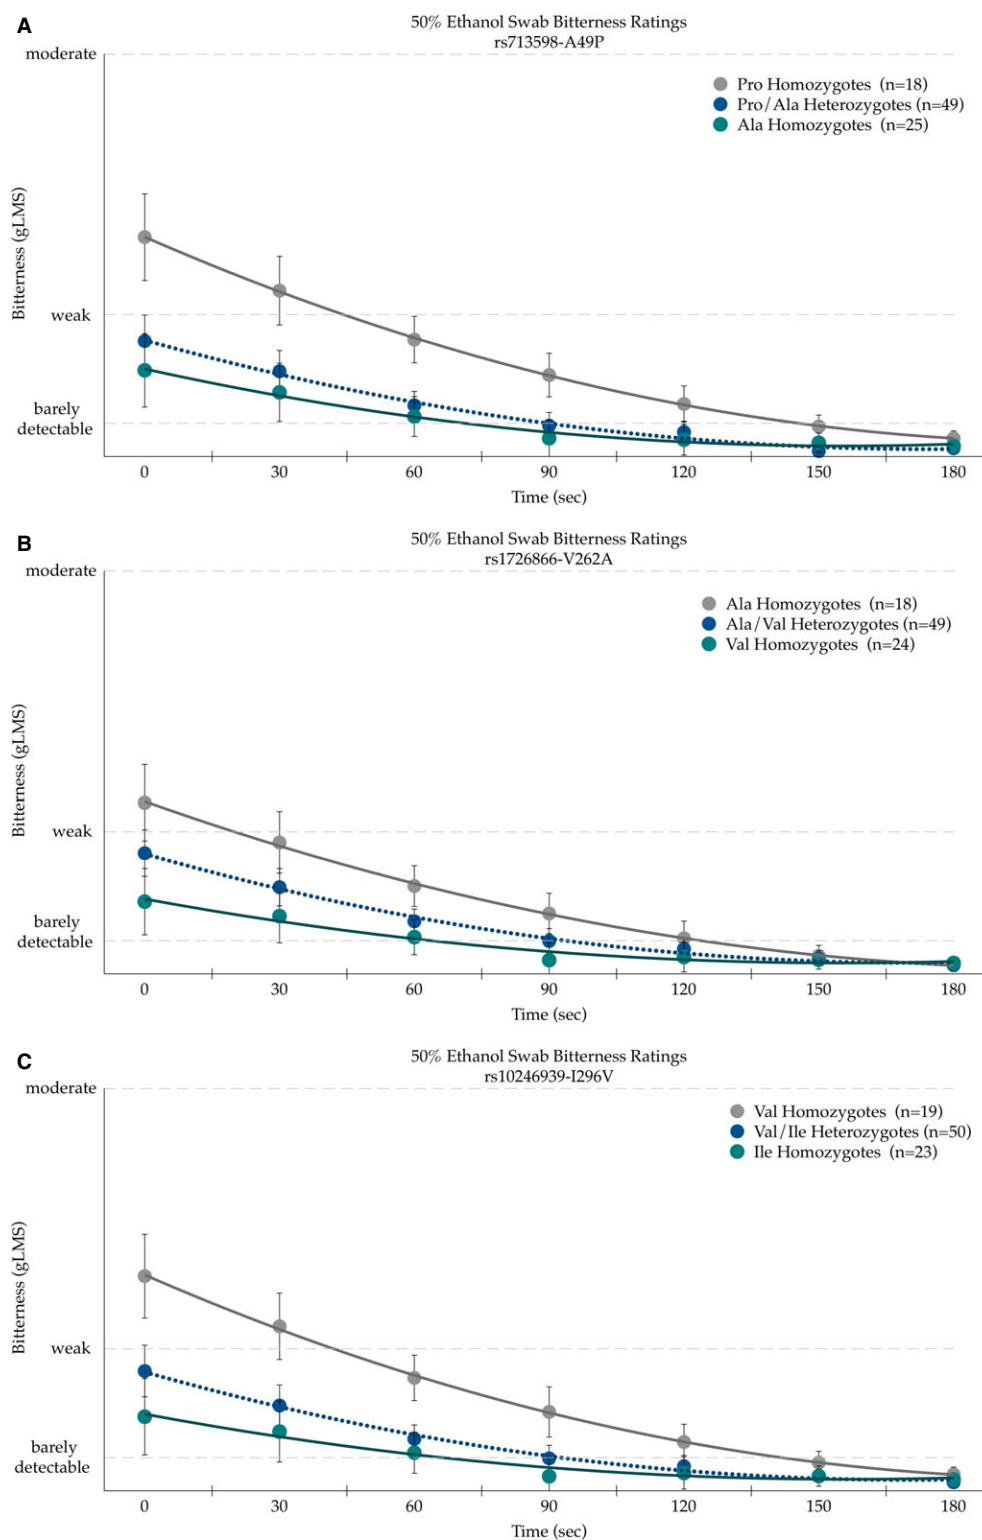 A
50% Ethanol Swab Bitterness Ratings
rs713598-A49P
moderate
Pro Homozygotes (n=18)
Pro/Ala Heterozygotes (n=49)
Ala Homozygotes (n=25)
Bitterness (gLMS)
weak
barely
detectable
0 30 60 90 120 150 180
Time (sec)
B
50% Ethanol Swab Bitterness Ratings
rs1726866-V262A
moderate
Ala Homozygotes (n=18)
Ala/Val Heterozygotes (n=49)
Val Homozygotes (n=24)
Bitterness (gLMS)
weak
barely
detectable
0 30 60 90 120 150 180
Time (sec)
C
50% Ethanol Swab Bitterness Ratings
rs10246939-I296V
moderate
Val Homozygotes (n=19)
Val/Ile Heterozygotes (n=50)
Ile Homozygotes (n=23)
Bitterness (gLMS)
weak
barely
detectable
0 30 60 90 120 150 180
Time (sec)